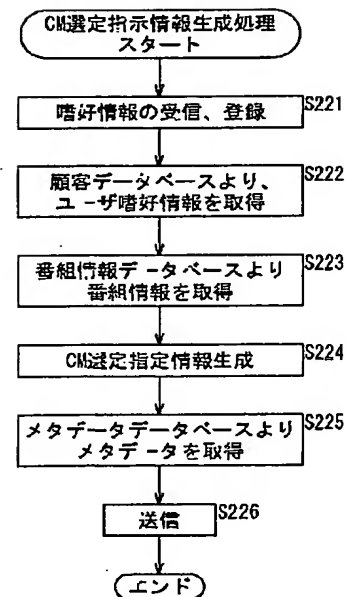 CM選定指示情報生成処理
スタート
嗜好情報の受信、登録
S221
顧客データベースより、
ユーザ嗜好情報を取得
S222
番組情報データベースより
番組情報を取得
S223
CM選定指定情報生成
S224
メタデータデータベースより
メタデータを取得
S225
送信
S226
エンド